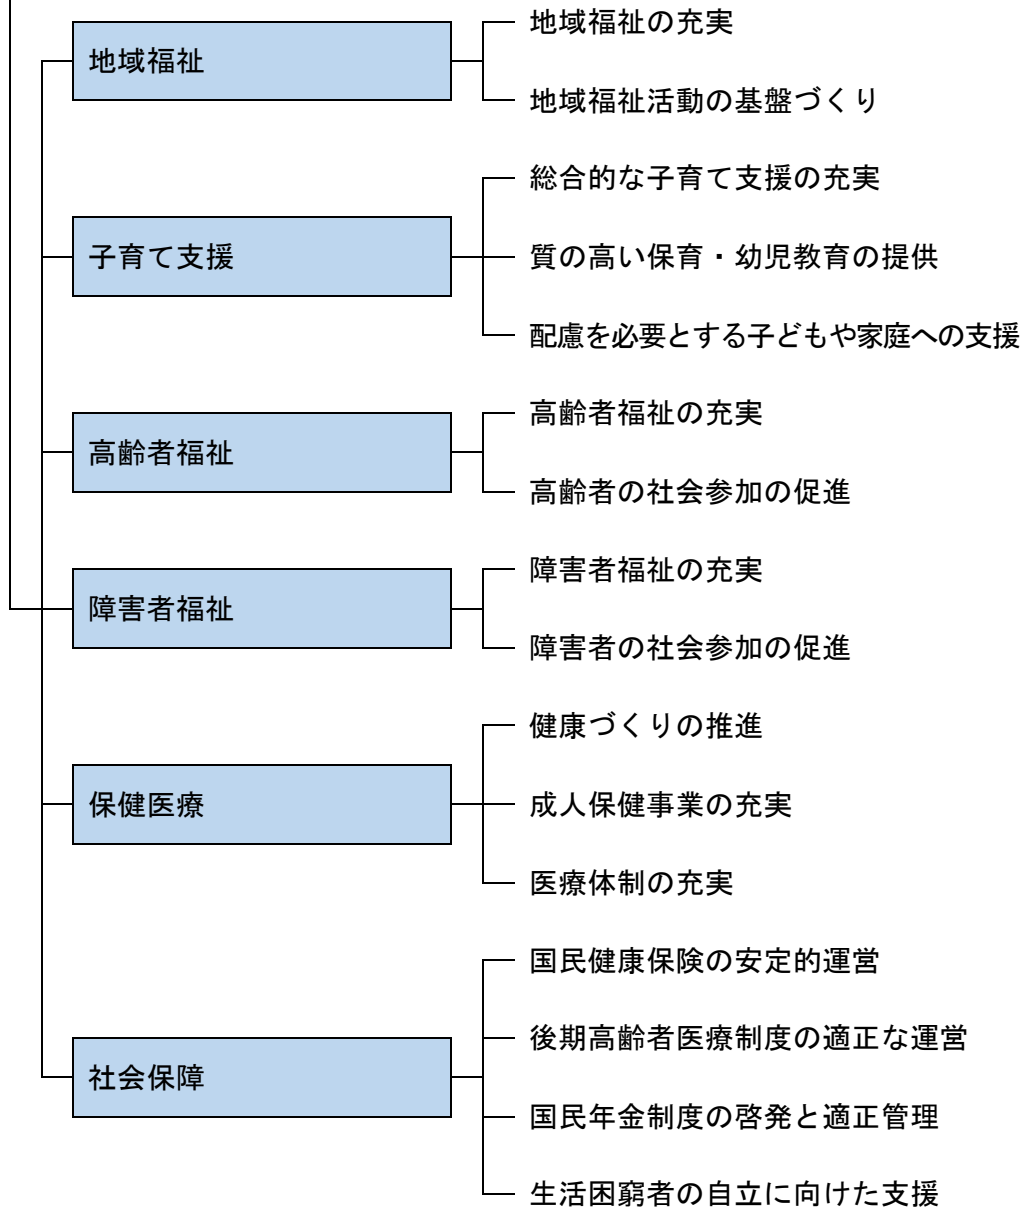 地域福祉
地域福祉の充実
地域福祉活動の基盤づくり
子育て支援
総合的な子育て支援の充実
質の高い保育・幼児教育の提供
配慮を必要とする子どもや家庭への支援
高齢者福祉
高齢者福祉の充実
高齢者の社会参加の促進
障害者福祉
障害者福祉の充実
障害者の社会参加の促進
保健医療
健康づくりの推進
成人保健事業の充実
医療体制の充実
社会保障
国民健康保険の安定的運営
後期高齢者医療制度の適正な運営
国民年金制度の啓発と適正管理
生活困窮者の自立に向けた支援